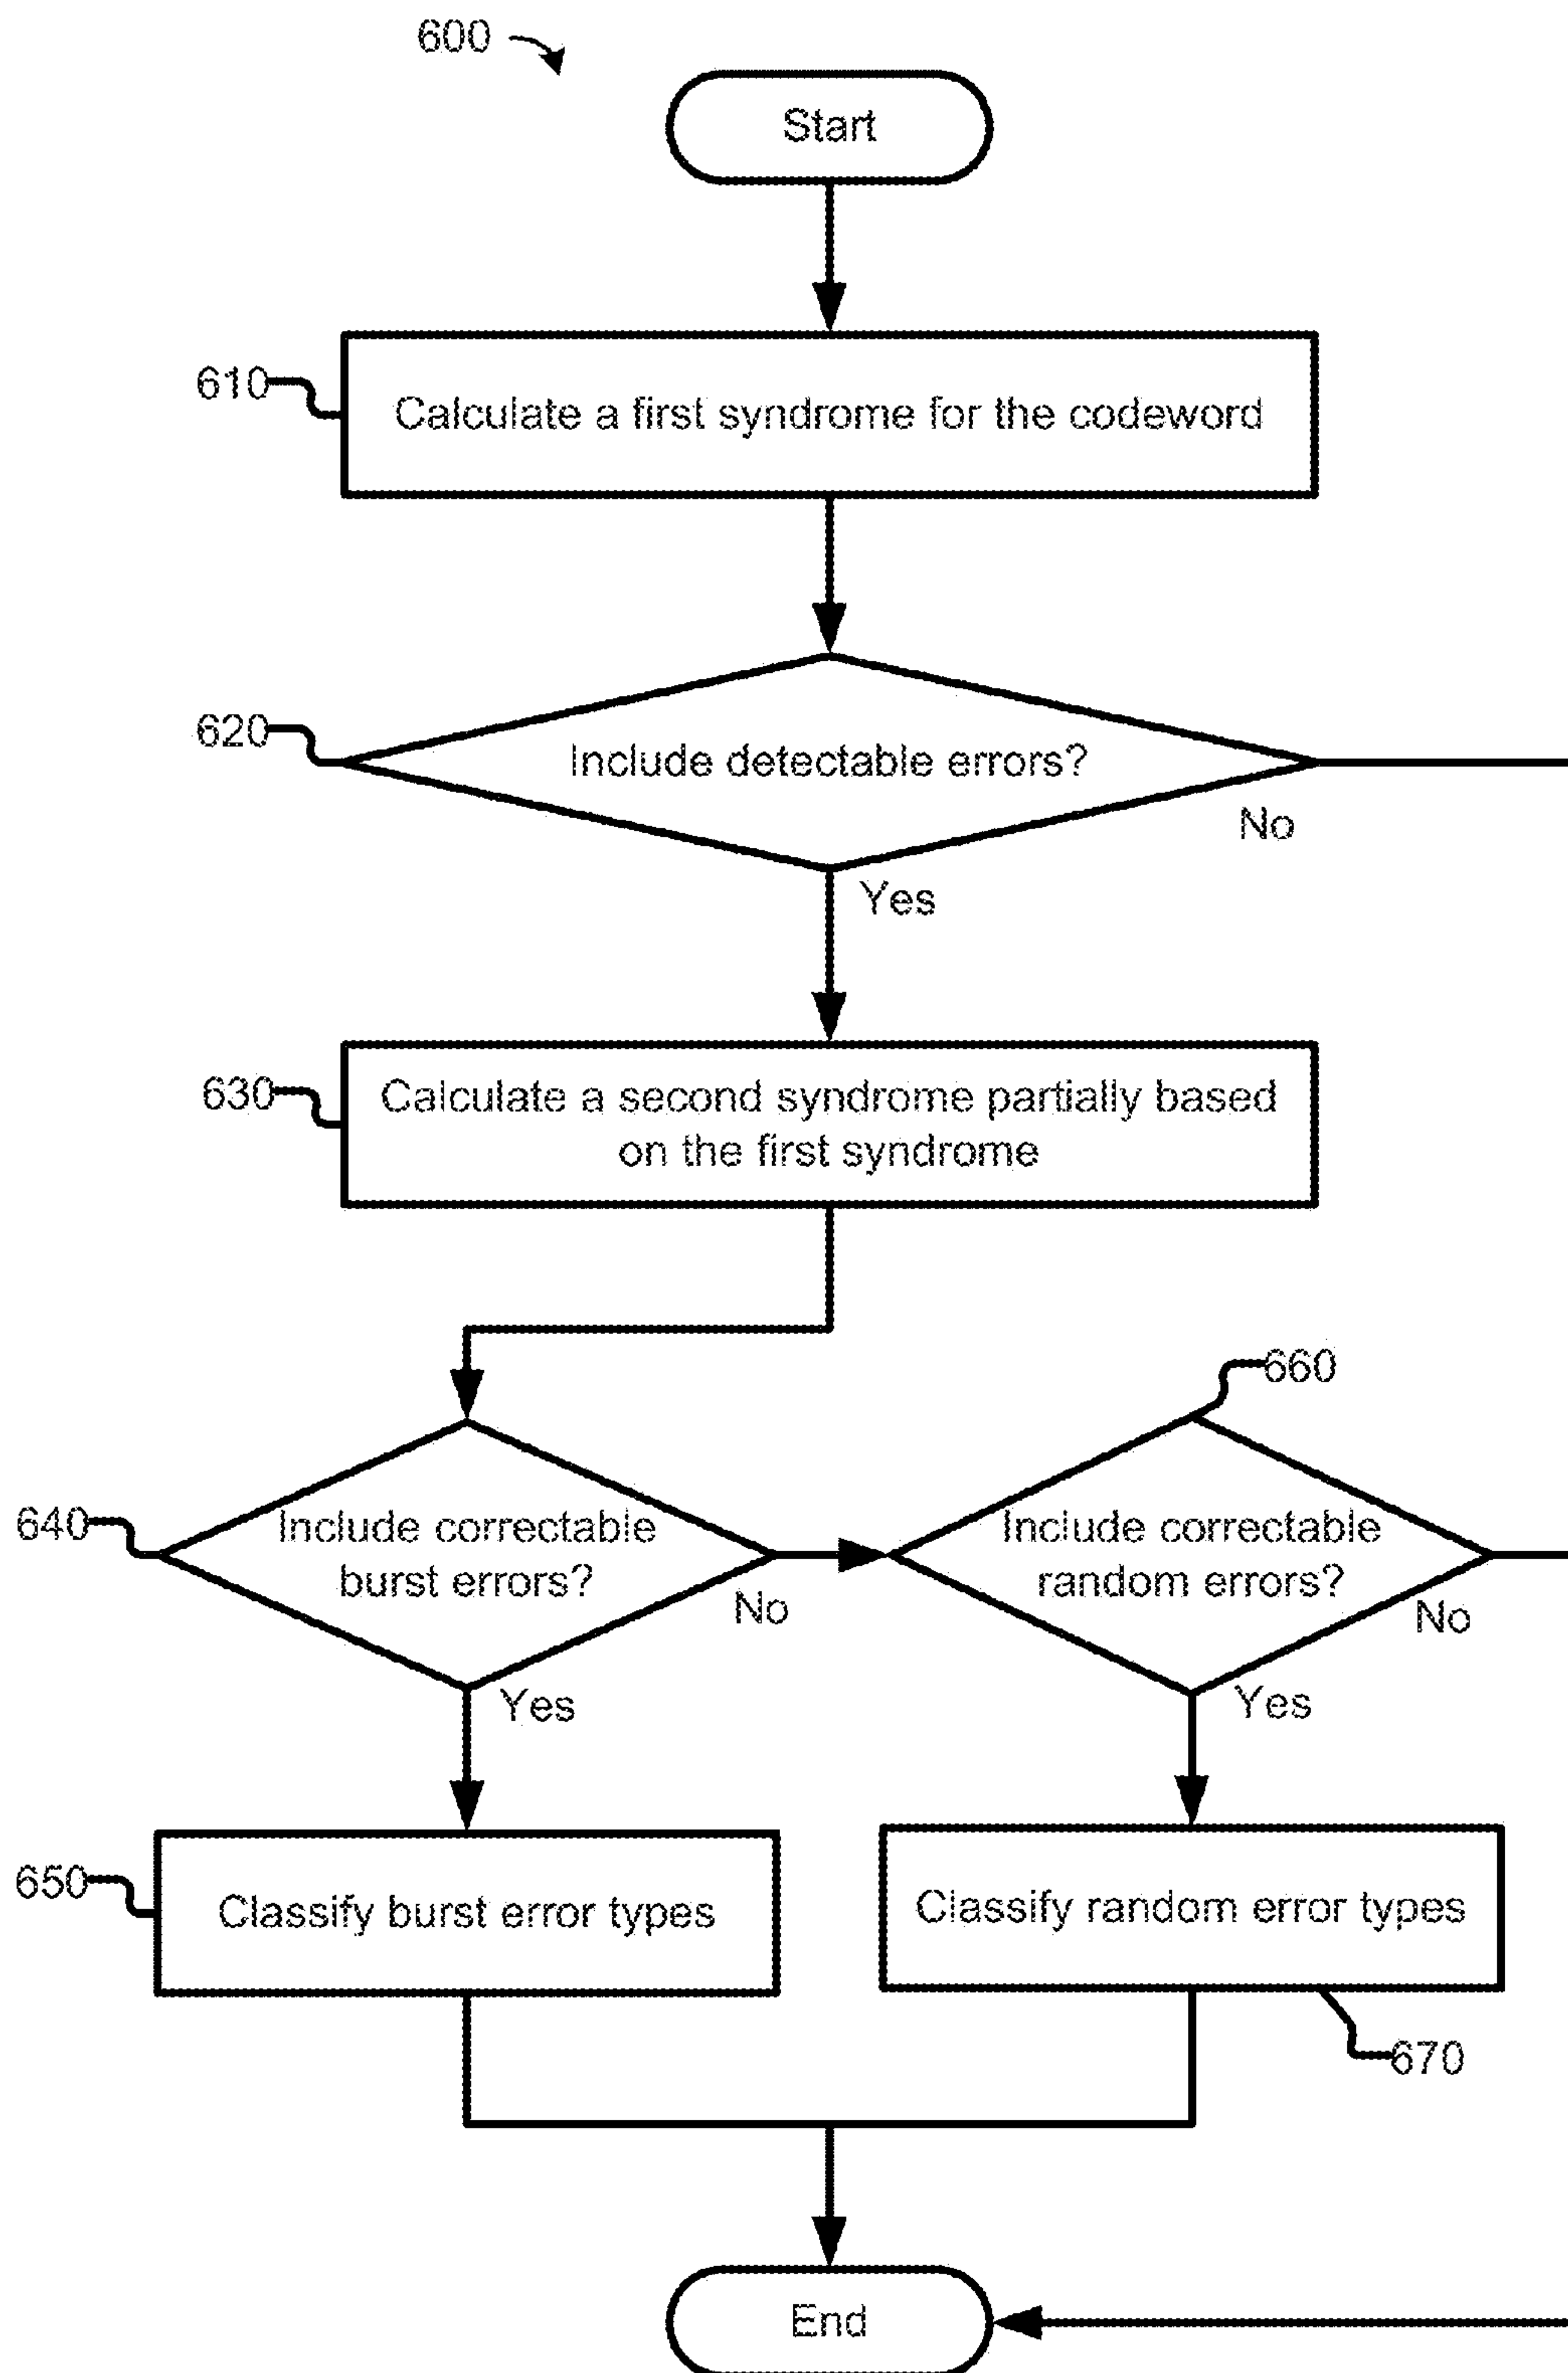 600
Start
610
Calculate a first syndrome for the codeword
620
Include detectable errors?
No
Yes
630
Calculate a second syndrome partially based
on the first syndrome
660
640
Include correctable
burst errors?
No
Yes
Include correctable
random errors?
No
Yes
650
Classify burst error types
Classify random error types
670
End